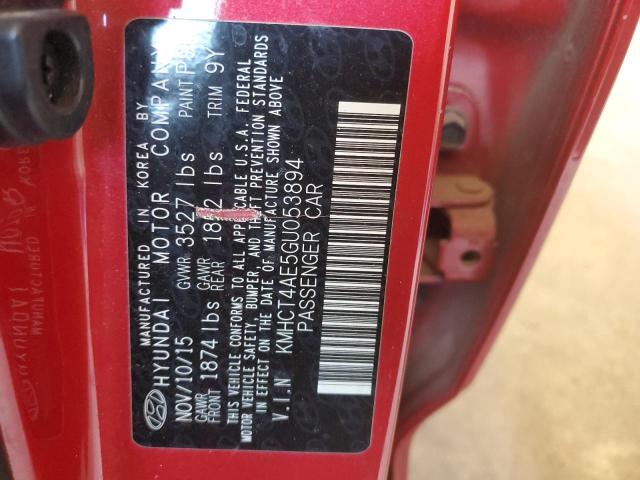 MANUFACTURED IN KOREA BY
HYUNDAI MOTOR COMPANY
NOV/10/15 GVWR 3527 lbs PAINT
GAWR FRONT 1874 lbs GAWR REAR lbs TRIM 9Y
THIS VEHICLE CONFORMS TO ALL APPLICABLE U.S.A. FEDERAL
MOTOR VEHICLE SAFETY, BUMPER, AND THEFT PREVENTION STANDARDS
IN EFFECT ON THE DATE OF MANUFACTURE SHOWN ABOVE
V.I.N KMHCT4AE5GU053894
PASSENGER CAR